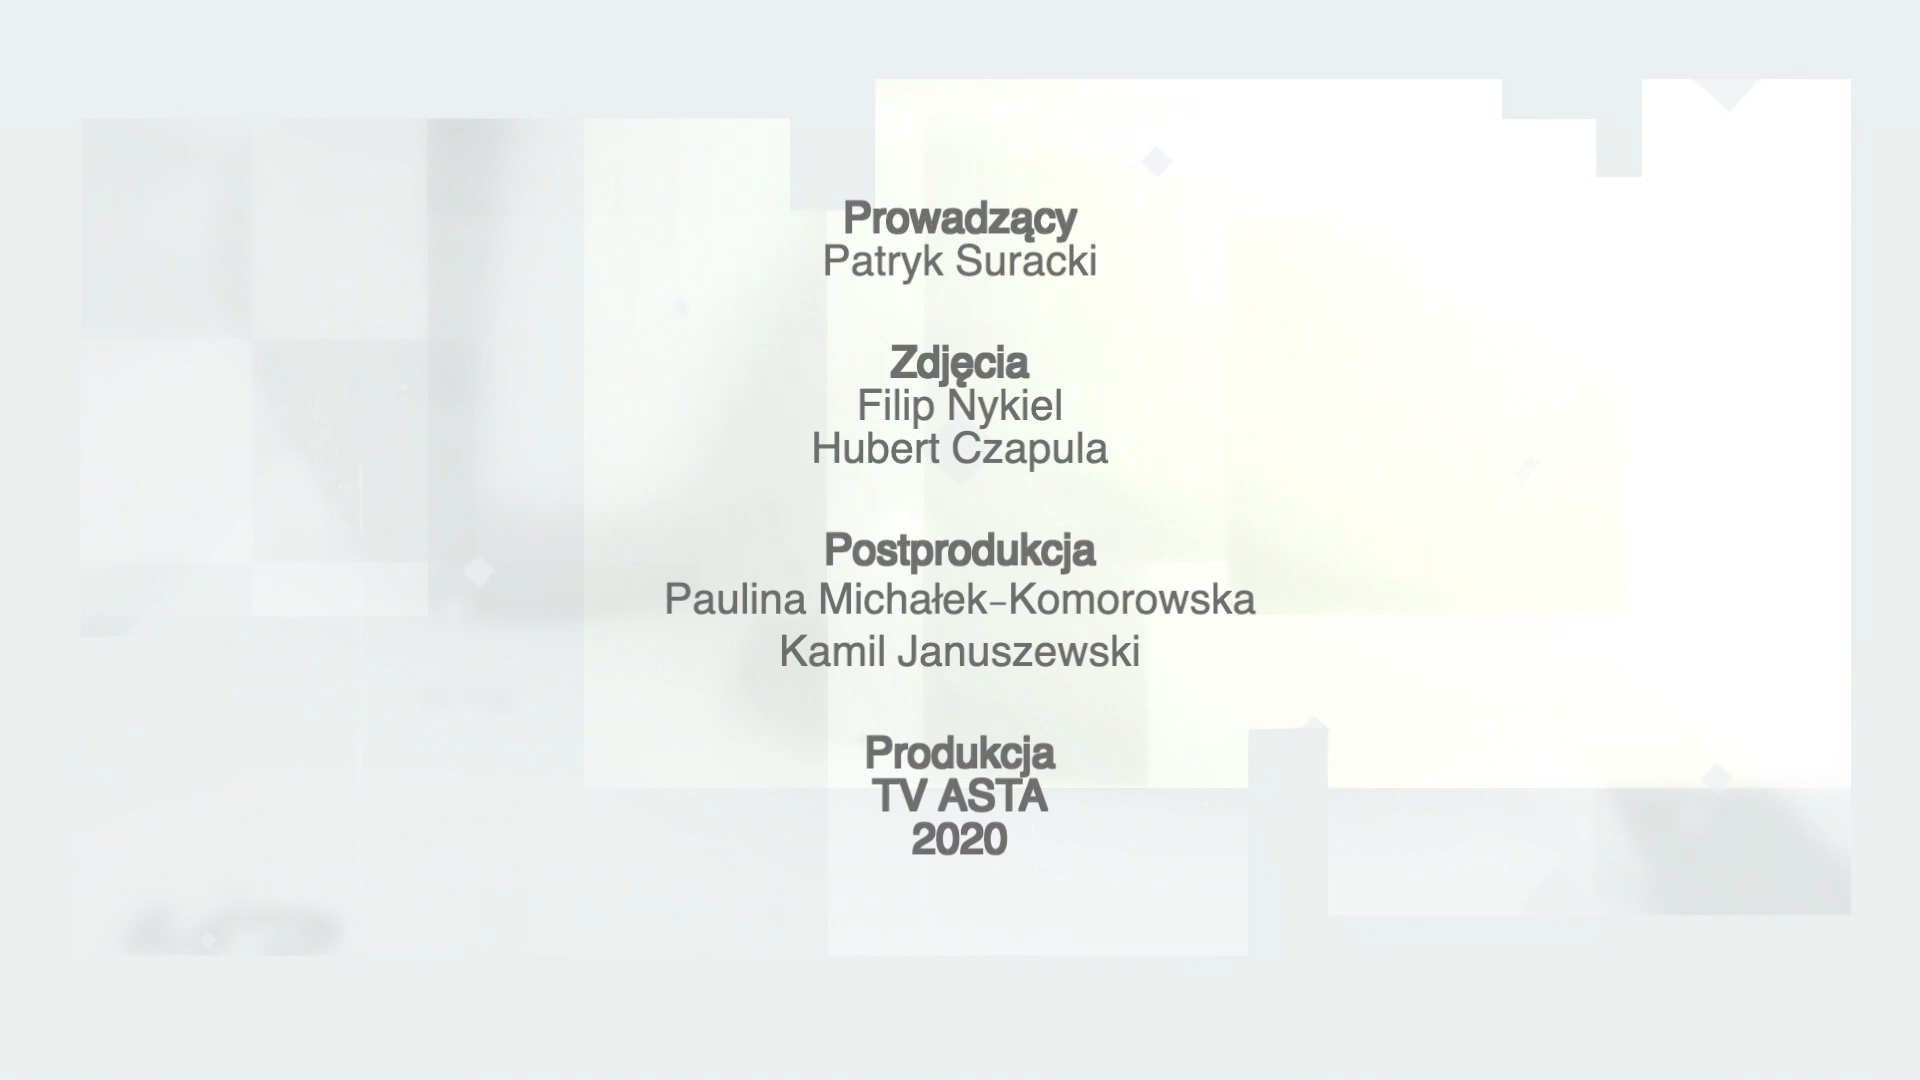 Prowadzący
Patryk Suracki
Zdjęcia
Filip Nykiel
Hubert Czapula
Postprodukcja
Paulina Michałek-Komorowska
Kamil Januszewski
Produkcja
TV ASTA
2020